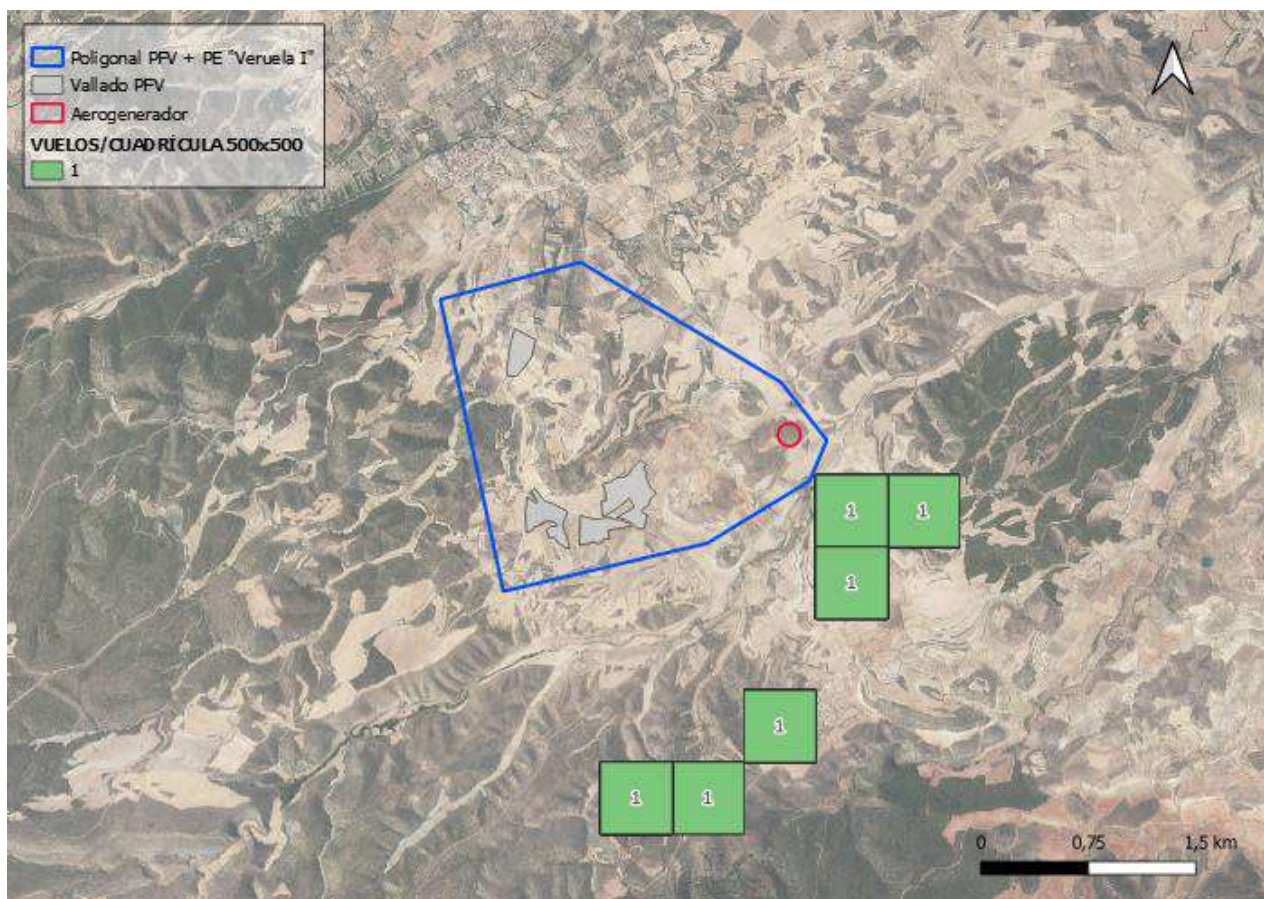 Poligonal PFV + PE "Veruela I"
Vallado PFV
Aerogenerador
VUELOS/CUADRÍCULA 500x500
1
1
1
1
1
1
1
0
0,75
1,5 km